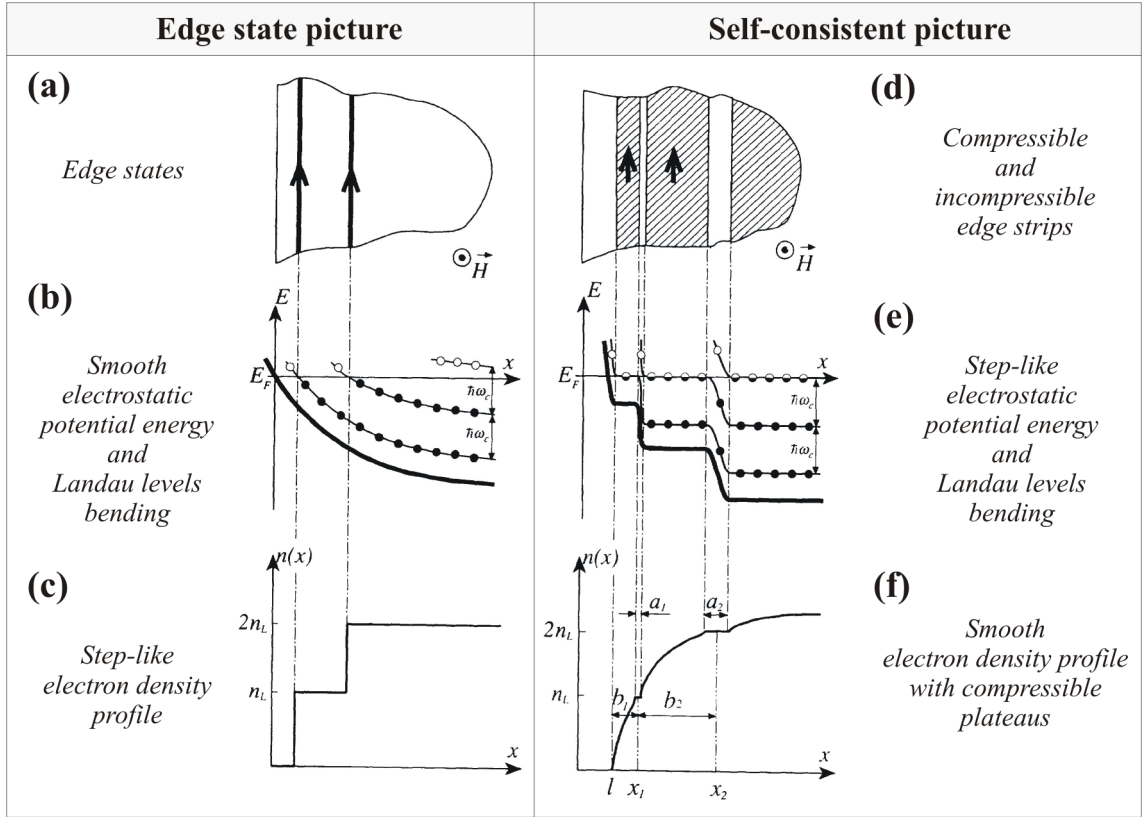 Edge state picture
Self-consistent picture
(a)
Edge states
H
(d)
Compressible
and
incompressible
edge strips
H
(b)
Smooth
electrostatic
potential energy
and
Landau levels
bending
E
E_F
x
ħω_c
ħω_c
(e)
Step-like
electrostatic
potential energy
and
Landau levels
bending
E
E_F
x
ħω_c
ħω_c
(c)
Step-like
electron density
profile
n(x)
2n_L
n_L
x
(f)
Smooth
electron density profile
with compressible
plateaus
n(x)
a_1
a_2
2n_L
n_L
b_1
b_2
x
l
x_1
x_2